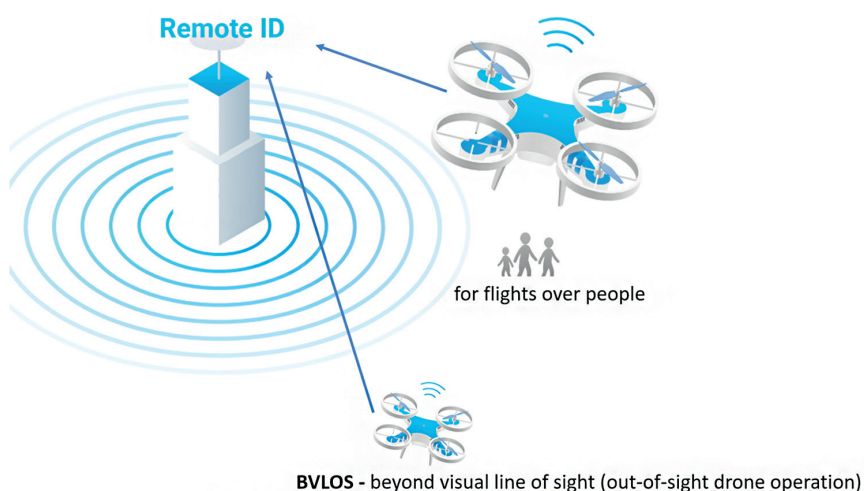 Remote ID
for flights over people
BVLOS - beyond visual line of sight (out-of-sight drone operation)